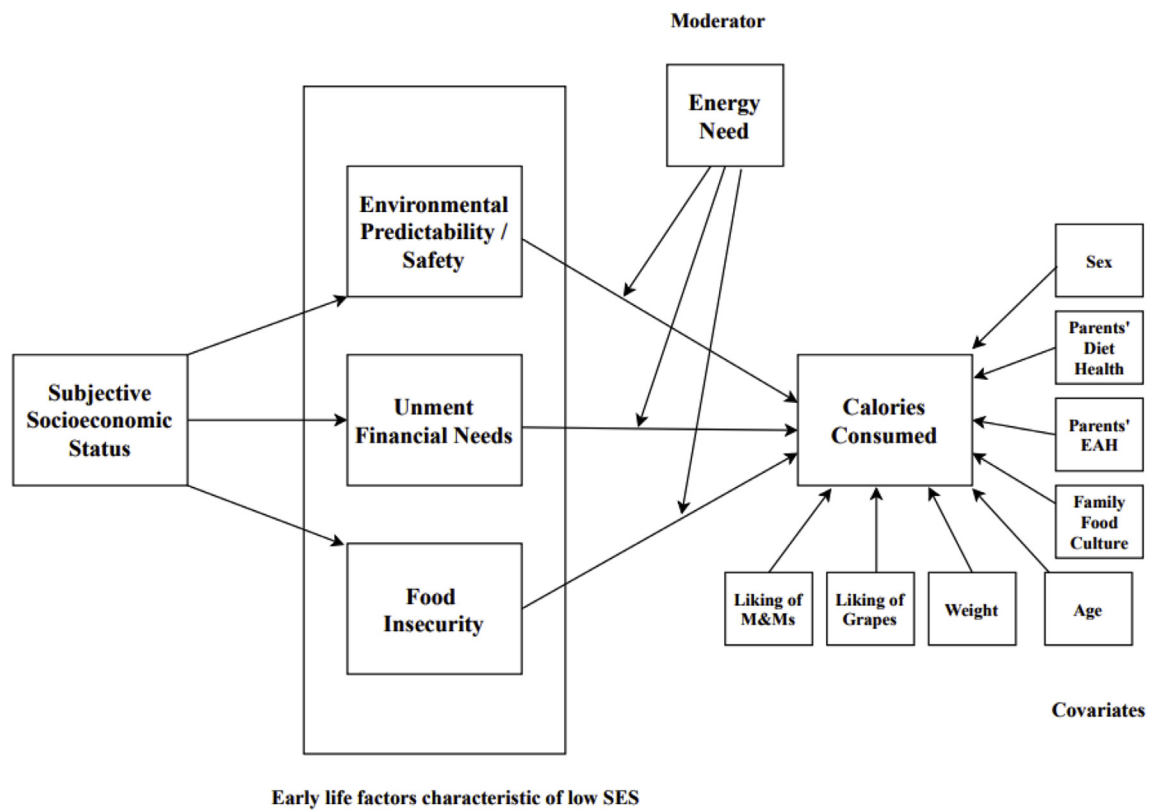 Moderator
Energy
Need
Environmental
Predictability /
Safety
Subjective
Socioeconomic
Status
Unment
Financial Needs
Food
Insecurity
Calories
Consumed
Sex
Parents'
Diet
Health
Parents'
EAH
Family
Food
Culture
Liking of
M&Ms
Liking of
Grapes
Weight
Age
Covariates
Early life factors characteristic of low SES